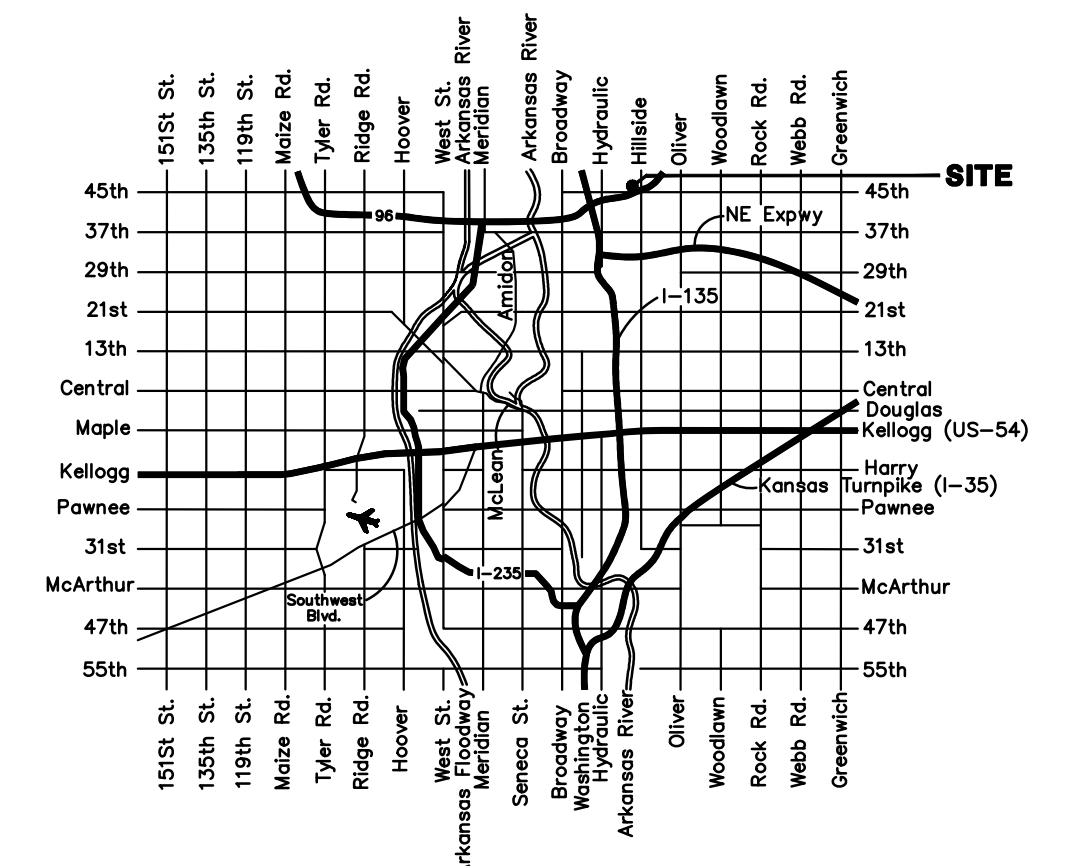 151St St.
135th St.
119th St.
Maize Rd.
Tyler Rd.
Ridge Rd.
Hoover
West St.
Arkansas River
Meridian
Arkansas River
Broadway
Hydraulic
Hillside
Oliver
Woodlawn
Rock Rd.
Webb Rd.
Greenwich
SITE
45th
45th
96
NE Expwy
37th
37th
29th
29th
Amidon
I-135
21st
21st
13th
13th
Central
Central
Douglas
Maple
Kellogg (US-54)
Kellogg
Harry
McLean
Kansas Turnpike (I-35)
Pawnee
Pawnee
31st
31st
I-235
McArthur
McArthur
Southwest
Blvd.
47th
47th
55th
55th
151St St.
135th St.
119th St.
Maize Rd.
Tyler Rd.
Ridge Rd.
Hoover
West St.
Arkansas Floodway
Meridian
Seneca St.
Broadway
Washington
Hydraulic
Arkansas River
Oliver
Woodlawn
Rock Rd.
Webb Rd.
Greenwich